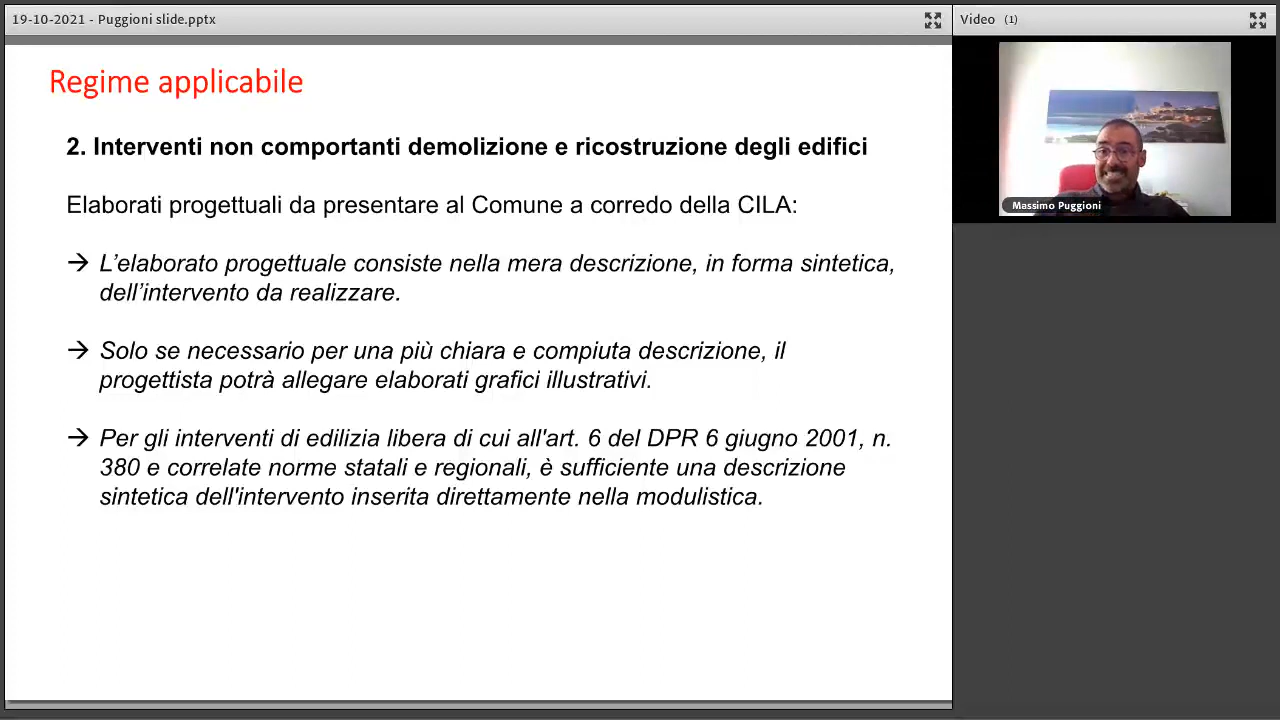 19-10-2021 - Puggioni slide.pptx
Video (1)
Regime applicabile
2. Interventi non comportanti demolizione e ricostruzione degli edifici
Elaborati progettuali da presentare al Comune a corredo della CILA:
→ L’elaborato progettuale consiste nella mera descrizione, in forma sintetica,
dell’intervento da realizzare.
→ Solo se necessario per una più chiara e compiuta descrizione, il
progettista potrà allegare elaborati grafici illustrativi.
→ Per gli interventi di edilizia libera di cui all'art. 6 del DPR 6 giugno 2001, n.
380 e correlate norme statali e regionali, è sufficiente una descrizione
sintetica dell'intervento inserita direttamente nella modulistica.
Massimo Puggioni